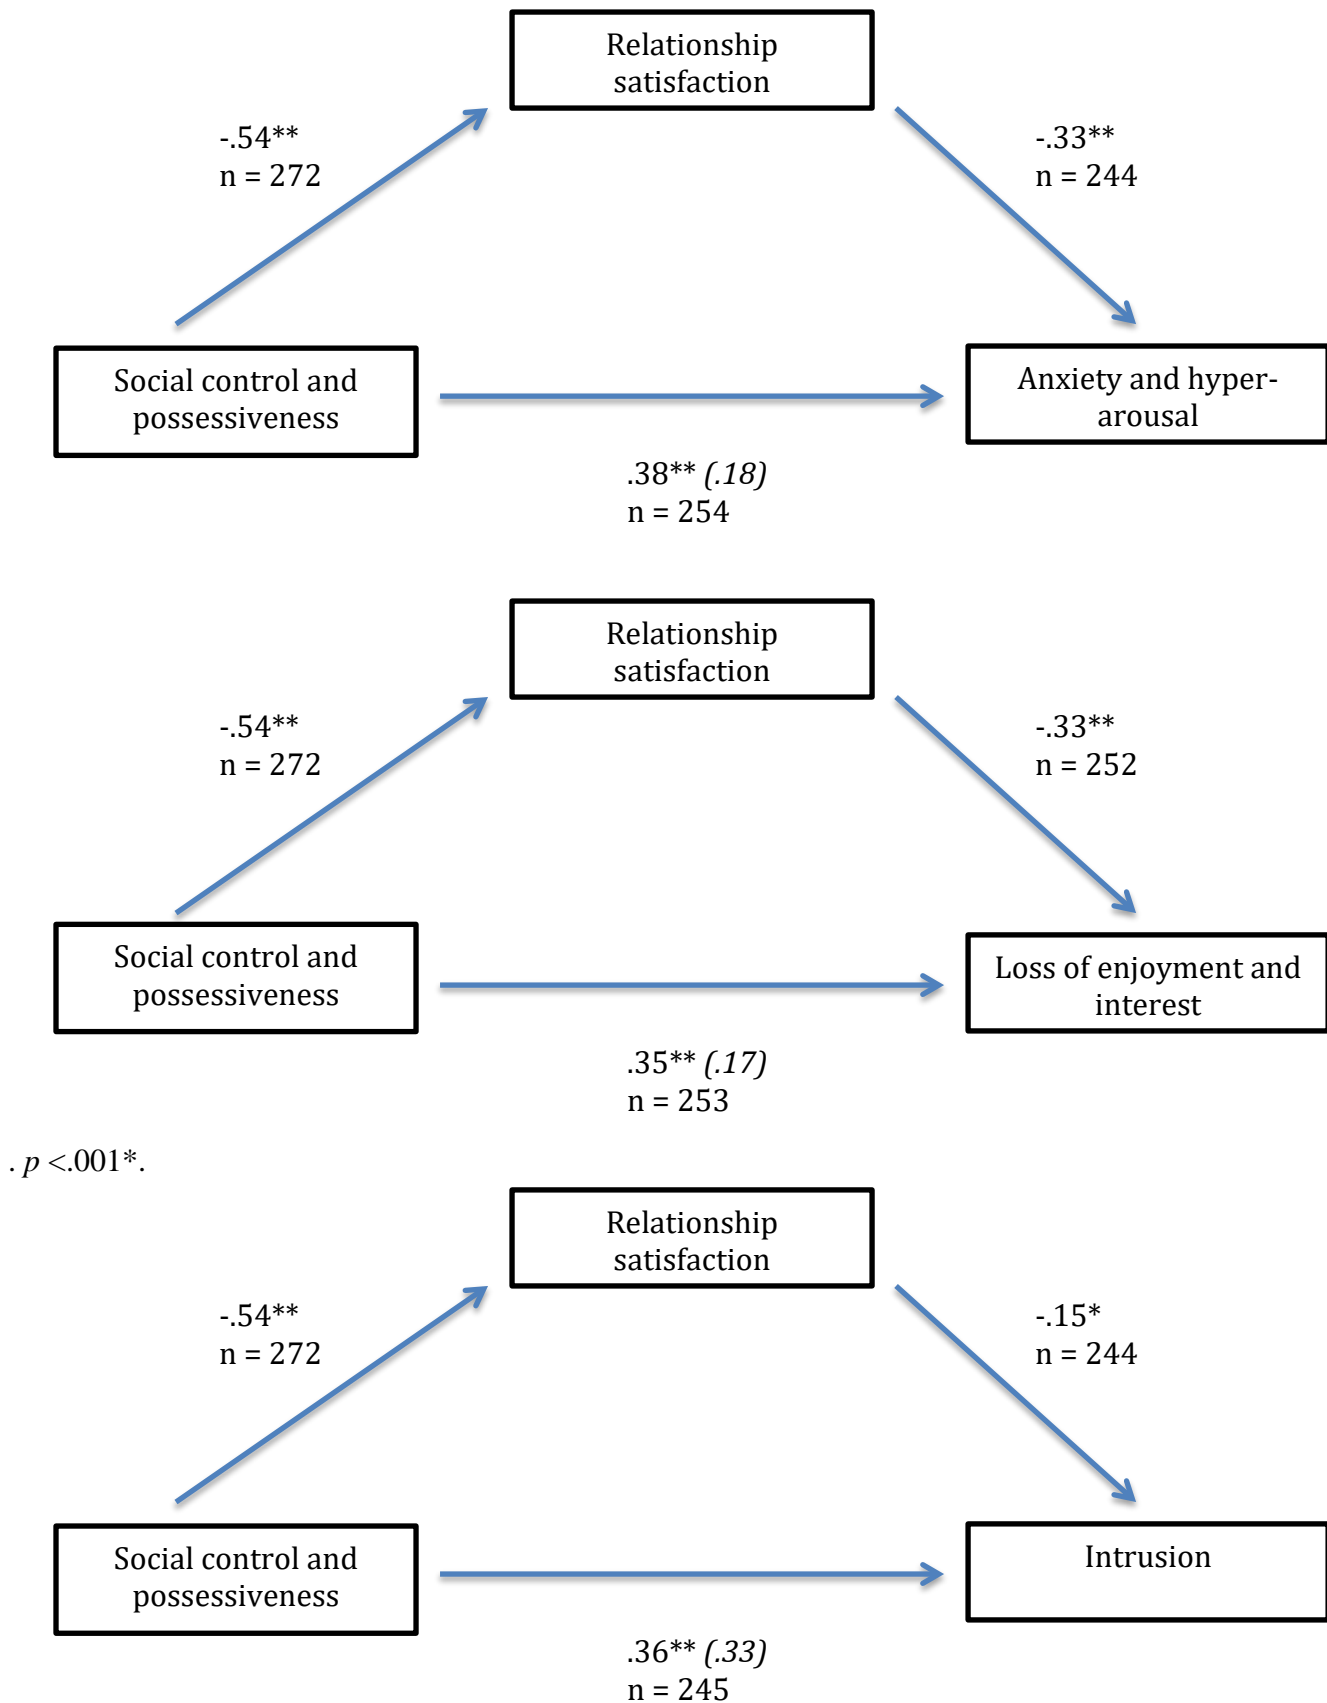 Relationship
satisfaction
-.54**
n = 272
-.33**
n = 244
Social control and
possessiveness
Anxiety and hyper-
arousal
.38** (.18)
n = 254
Relationship
satisfaction
-.54**
n = 272
-.33**
n = 252
Social control and
possessiveness
Loss of enjoyment and
interest
.35** (.17)
n = 253
. p <.001*.
Relationship
satisfaction
-.54**
n = 272
-.15*
n = 244
Social control and
possessiveness
Intrusion
.36** (.33)
n = 245